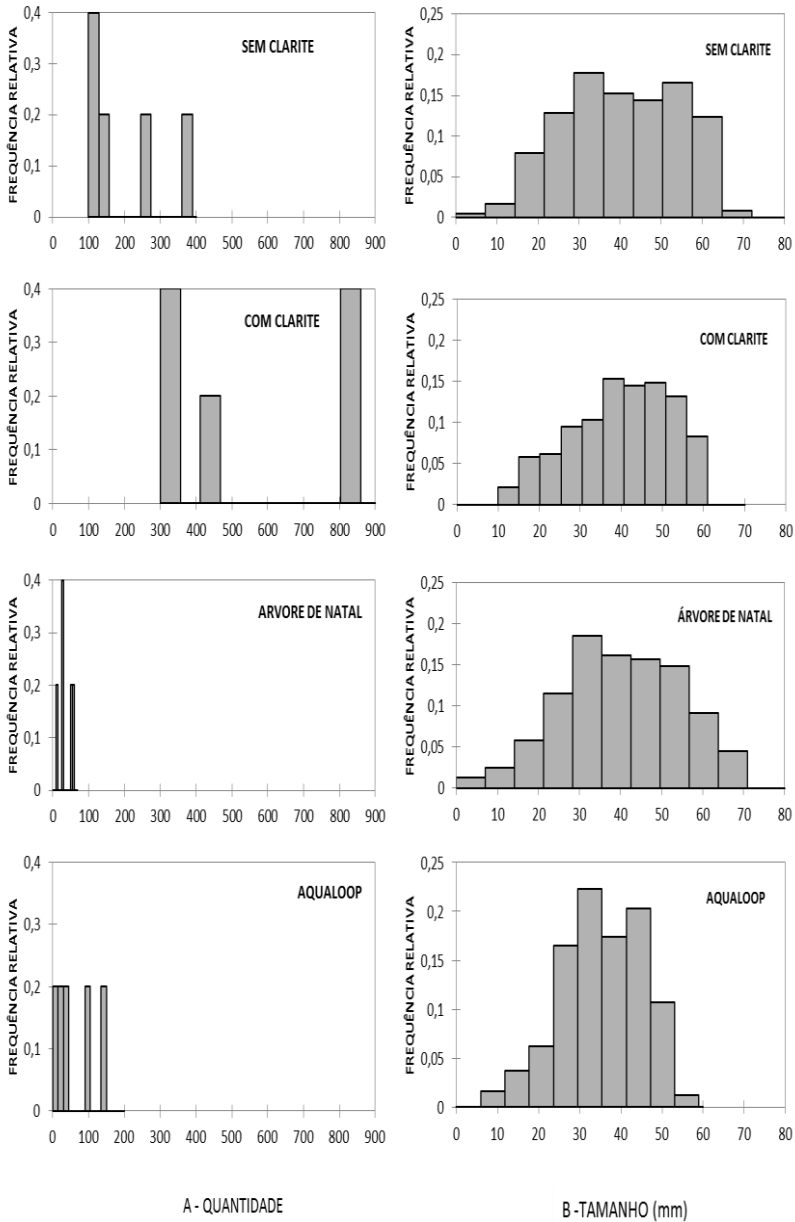 SEM CLARITE
FREQUÊNCIA RELATIVA
0,4
0,3
0,2
0,1
0
0 100 200 300 400 500 600 700 800 900
SEM CLARITE
FREQUÊNCIA RELATIVA
0,25
0,2
0,15
0,1
0,05
0
0 10 20 30 40 50 60 70 80
COM CLARITE
FREQUÊNCIA RELATIVA
0,4
0,3
0,2
0,1
0
0 100 200 300 400 500 600 700 800 900
COM CLARITE
FREQUÊNCIA RELATIVA
0,25
0,2
0,15
0,1
0,05
0
0 10 20 30 40 50 60 70 80
ARVORE DE NATAL
FREQUÊNCIA RELATIVA
0,4
0,3
0,2
0,1
0
0 100 200 300 400 500 600 700 800 900
ÁRVORE DE NATAL
FREQUÊNCIA RELATIVA
0,25
0,2
0,15
0,1
0,05
0
0 10 20 30 40 50 60 70 80
AQUALOOP
FREQUÊNCIA RELATIVA
0,4
0,3
0,2
0,1
0
0 100 200 300 400 500 600 700 800 900
AQUALOOP
FREQUÊNCIA RELATIVA
0,25
0,2
0,15
0,1
0,05
0
0 10 20 30 40 50 60 70 80
A - QUANTIDADE
B -TAMANHO (mm)